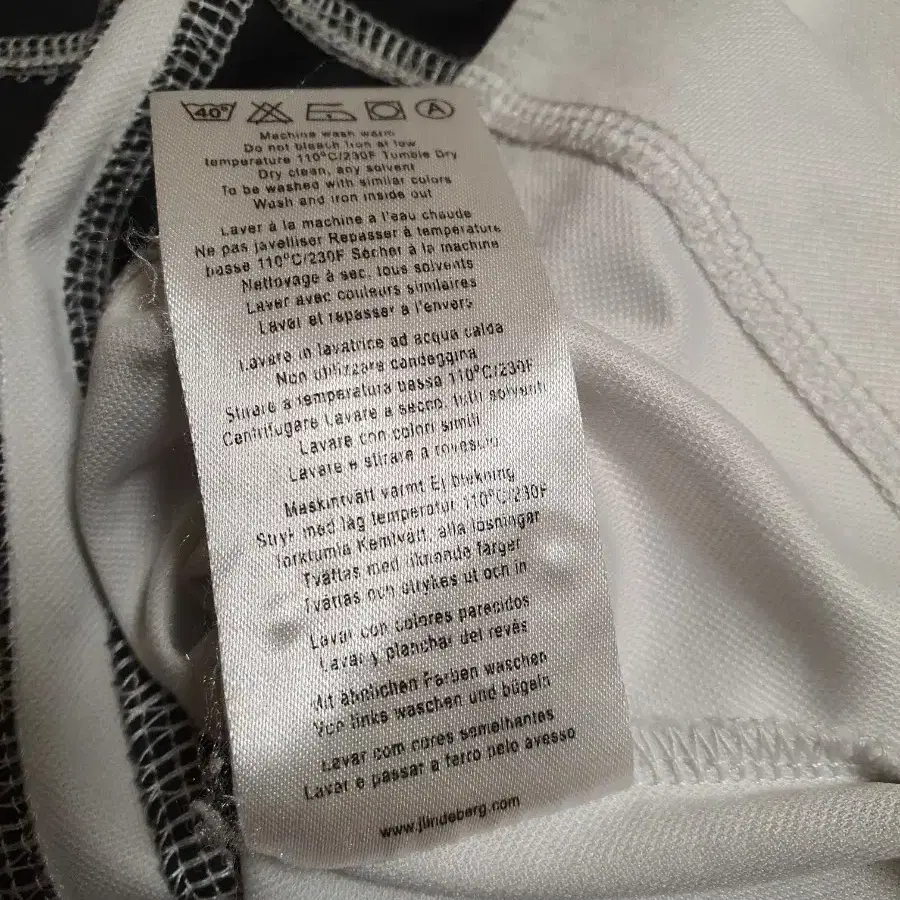 40°
A
Machine wash warm
Do not bleach Iron at low
temperature 110°C/230F Tumble Dry
Dry clean, any solvent
To be washed with similar colors
Wash and iron inside out
Laver à la machine a l'eau chaude
Ne pas javelliser Repasser à température
basse 110°C/230F Sécher à la machine
Nettoyage à sec, tous solvents
Laver avec couleurs similaires
Laver et repasser à l'envers
Lavare in lavatrice ad acqua calda
Non utilizzare candeggina
Stirare a temperatura bassa 110°C/230F
Centrifugare Lavare a secco, tutti solventi
Lavare con colori simili
Lavare e stirare a rovescio
Maskintvätt varmt Ej blekning
Stryk med låg temperatur 110°C/230F
Torktumla Kemtvätt, alla lösningar
Tvättas med liknande färger
Tvättas och strykes ut och in
Lavar con colores parecidos
Lavar y planchar del revés
Mit ähnlichen Farben waschen
Von links waschen und bügeln
Lavar com cores semelhantes
Lavar e passar a ferro pelo avesso
www.jlindeberg.com